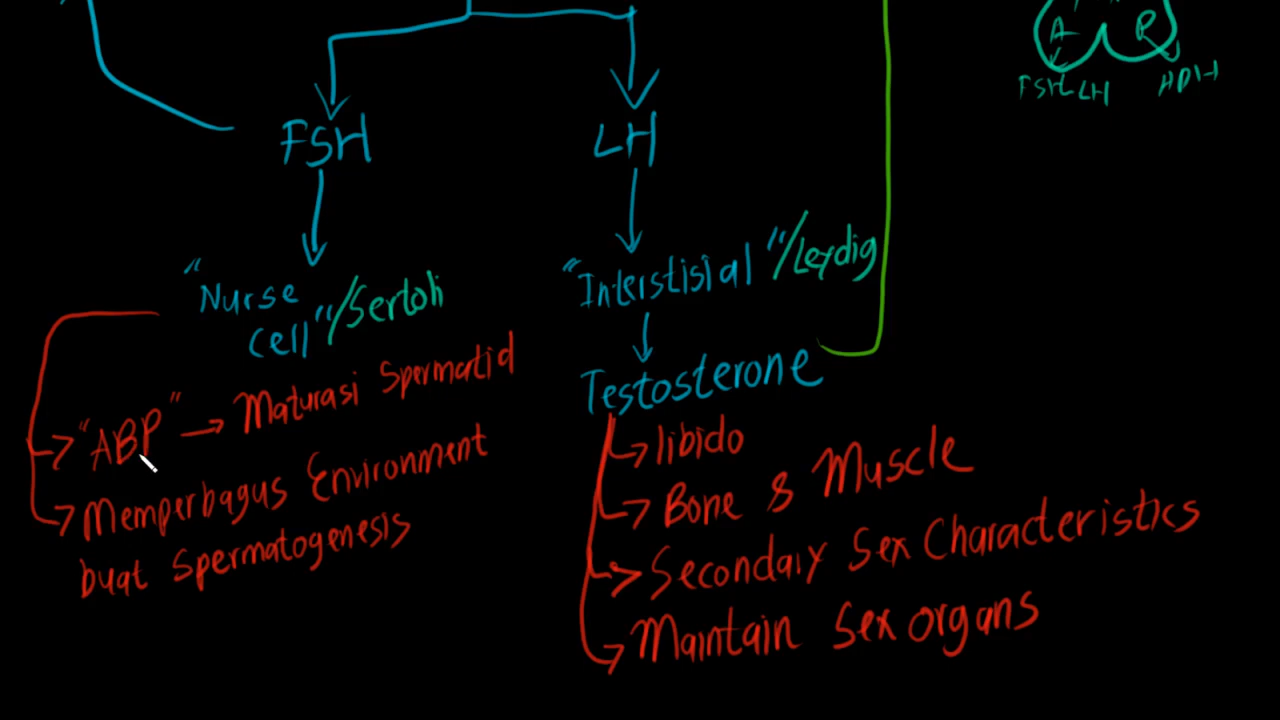 A P
FSH LH ADH
FSH LH
"Nurse Cell"/Sertoli
"Interstisial"/Leydig
"ABP" → Maturasi Spermatid
Memperbagus Environment
buat Spermatogenesis
Testosterone
libido
Bone & Muscle
Secondary Sex Characteristics
Maintain Sex organs